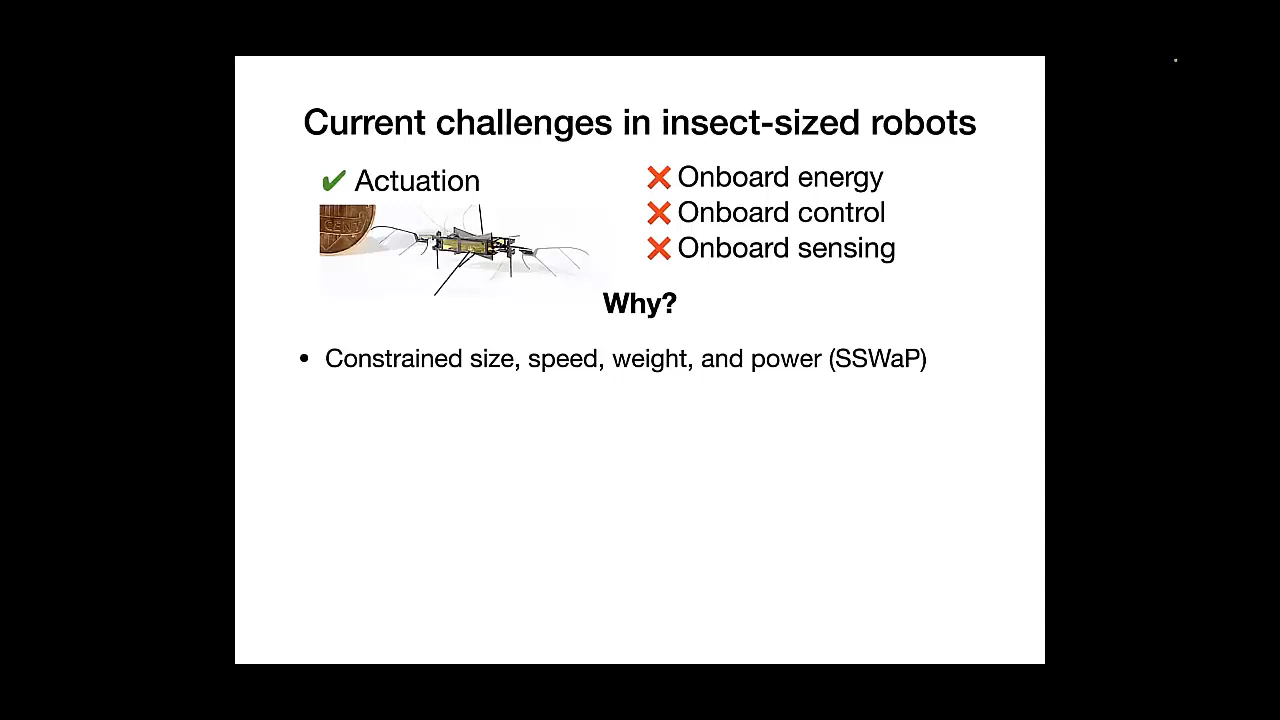 Current challenges in insect-sized robots
✔ Actuation
❌ Onboard energy
❌ Onboard control
❌ Onboard sensing
CENT
Why?
• Constrained size, speed, weight, and power (SSWaP)